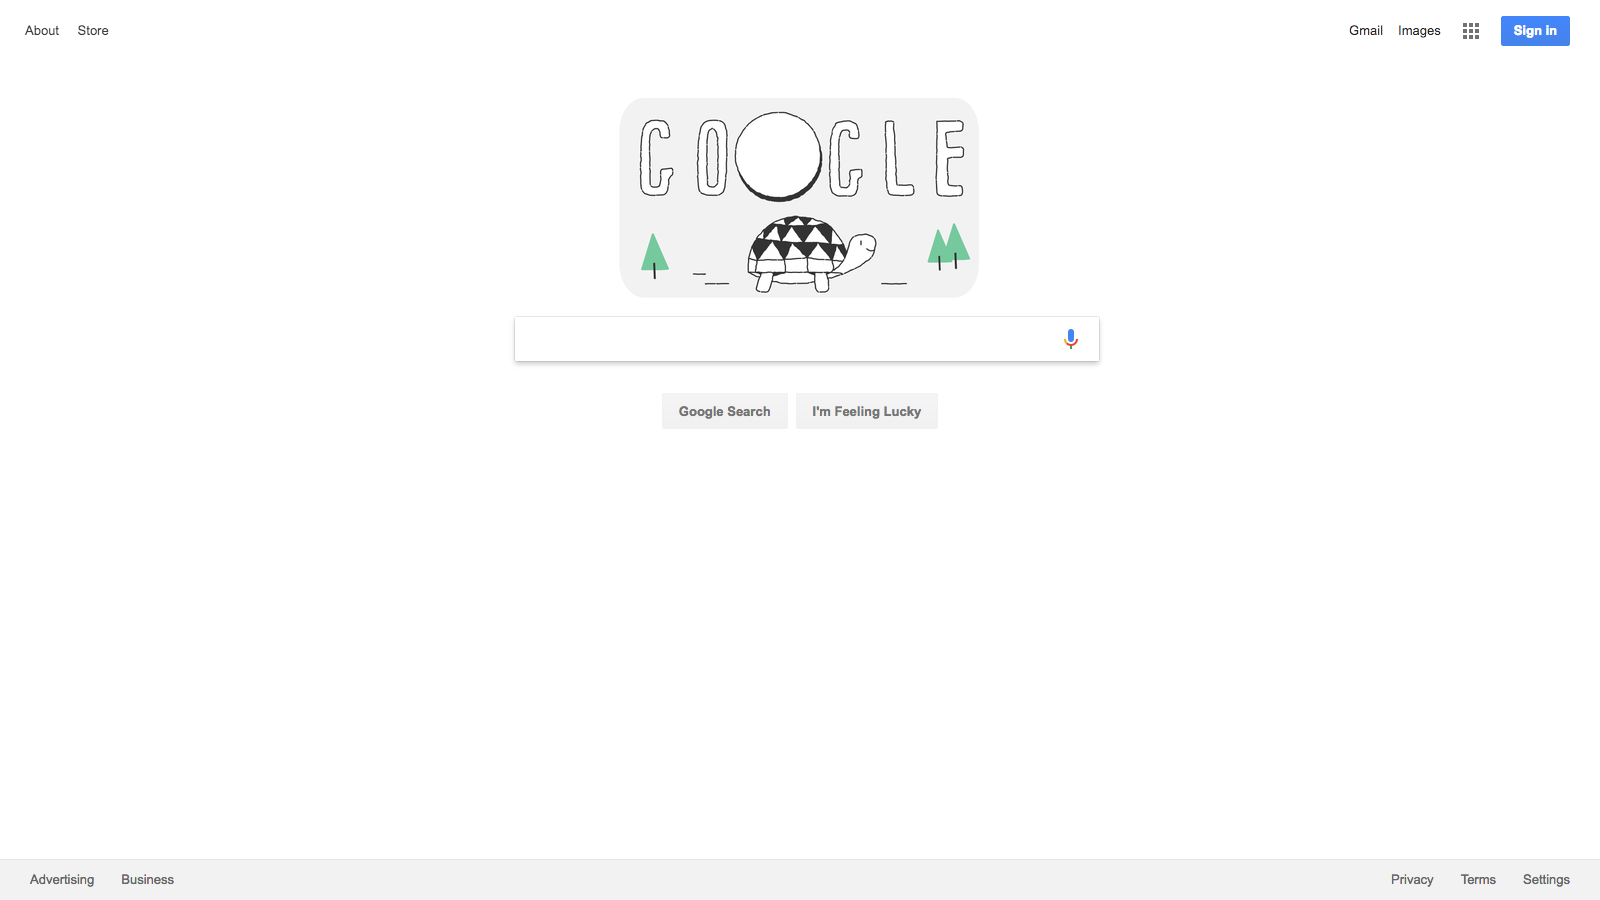 About Store
Gmail Images Sign in
GOOGLE
Google Search I'm Feeling Lucky
Advertising Business
Privacy Terms Settings